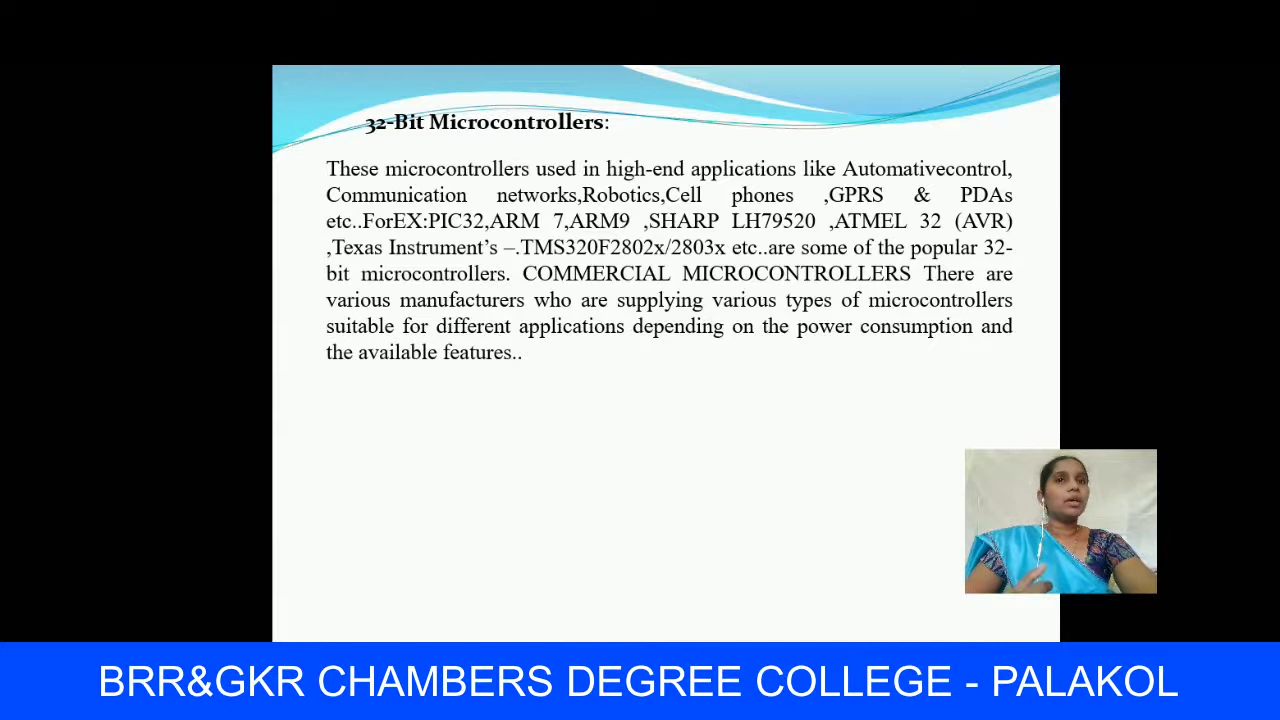 32-Bit Microcontrollers:
These microcontrollers used in high-end applications like Automativecontrol,
Communication networks,Robotics,Cell phones ,GPRS & PDAs
etc..ForEX:PIC32,ARM 7,ARM9 ,SHARP LH79520 ,ATMEL 32 (AVR)
,Texas Instrument’s –.TMS320F2802x/2803x etc..are some of the popular 32-
bit microcontrollers. COMMERCIAL MICROCONTROLLERS There are
various manufacturers who are supplying various types of microcontrollers
suitable for different applications depending on the power consumption and
the available features..
BRR&GKR CHAMBERS DEGREE COLLEGE - PALAKOL